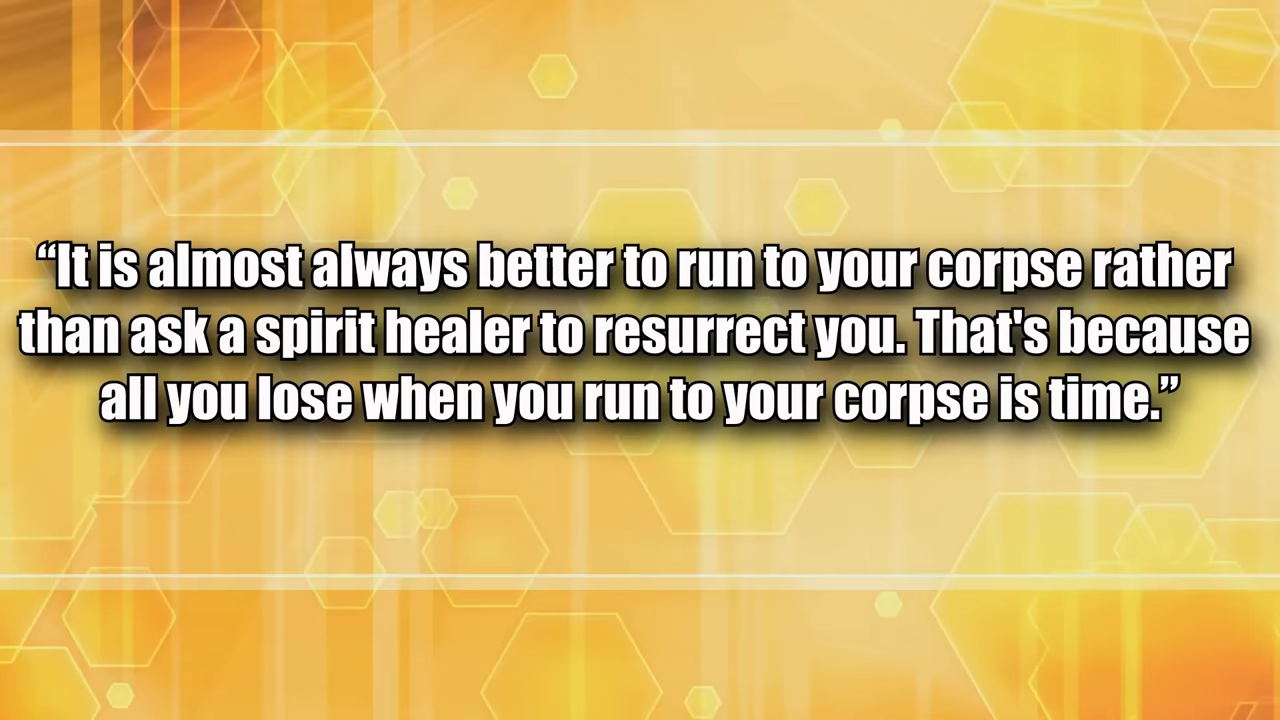 “It is almost always better to run to your corpse rather
than ask a spirit healer to resurrect you. That's because
all you lose when you run to your corpse is time.”